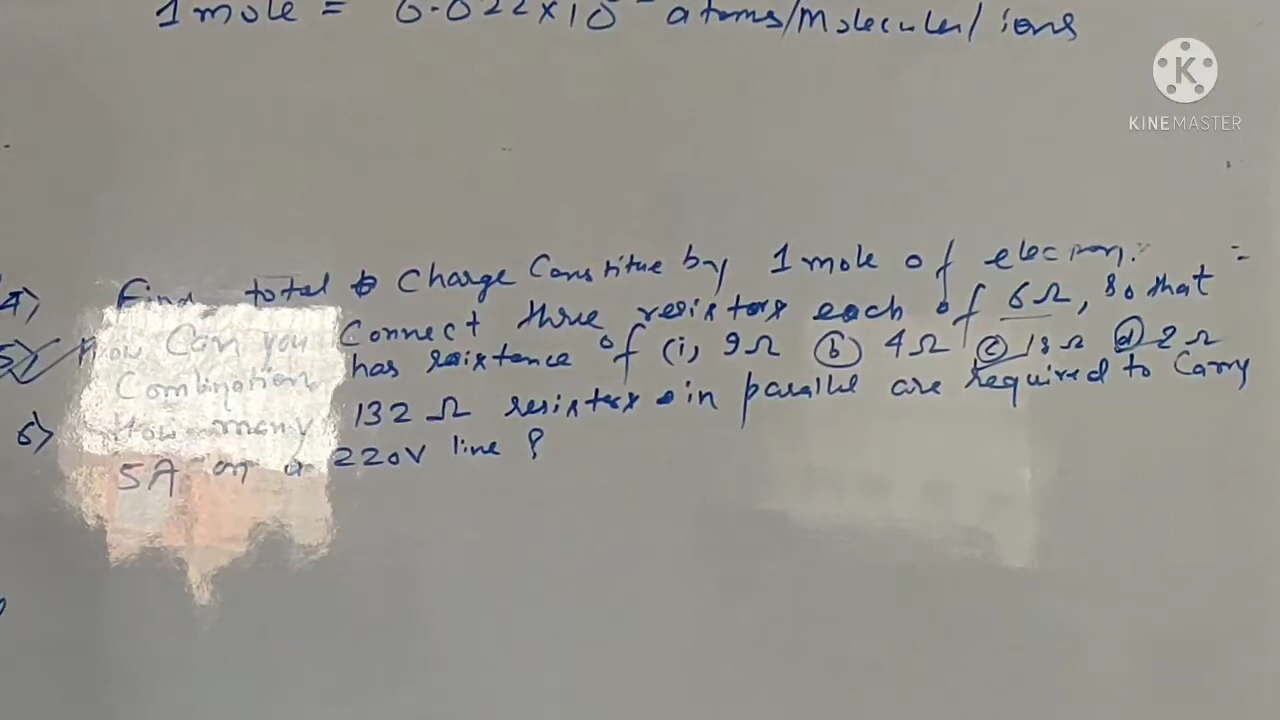 1 mole = 6.022 × 10 atoms/molecules/ ions
KINEMASTER
4) Find total charge Constitue by 1 mole of elecron. =
5) How Can you Connect three resistors each of 6Ω, so that
Combination has reistence of (i) 9Ω (b) 4Ω (c) 18Ω (d) 2Ω
6) How many 132 Ω resistors in parallel are required to Carry
5A on a 220V line ?